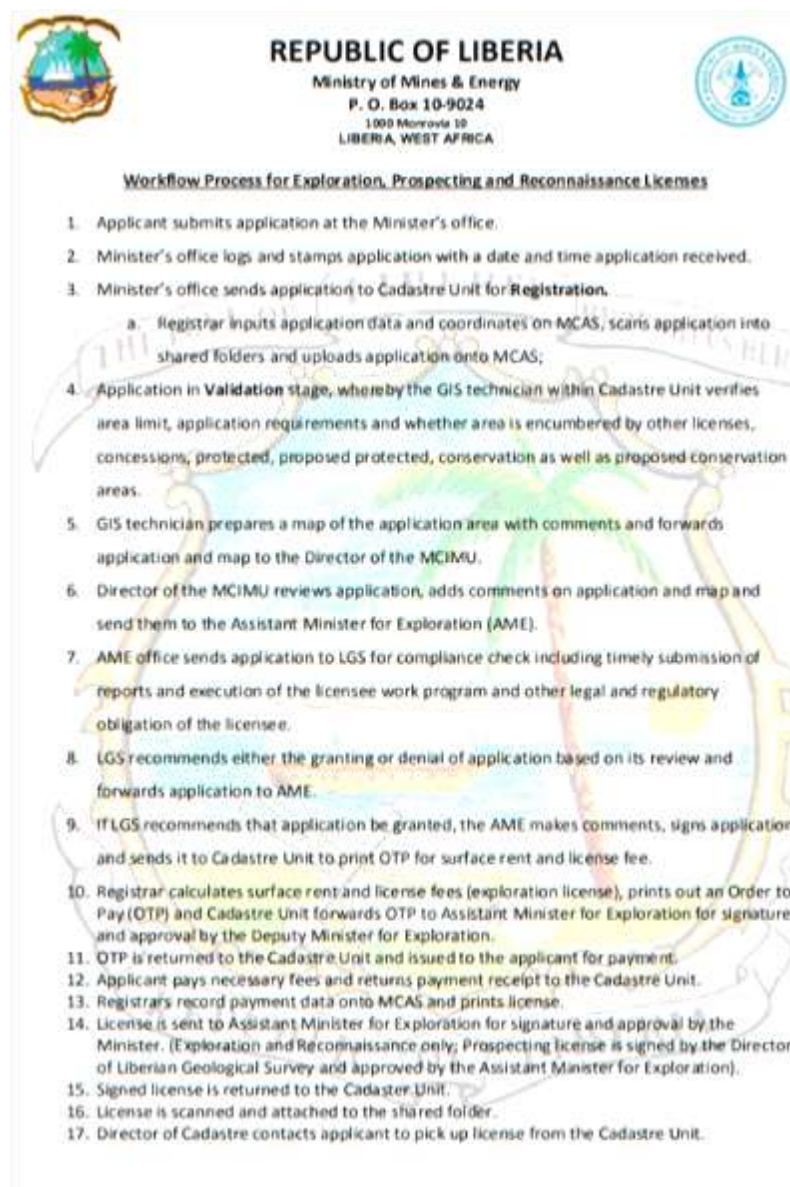 REPUBLIC OF LIBERIA
Ministry of Mines & Energy
P. O. Box 10-9024
1000 Monrovia 10
LIBERIA, WEST AFRICA
Workflow Process for Exploration, Prospecting and Reconnaissance Licenses
1. Applicant submits application at the Minister's office.
2. Minister's office logs and stamps application with a date and time application received.
3. Minister's office sends application to Cadastre Unit for Registration.
a. Registrar inputs application data and coordinates on MCAS, scans application into
shared folders and uploads application onto MCAS;
4. Application in Validation stage, whereby the GIS technician within Cadastre Unit verifies
area limit, application requirements and whether area is encumbered by other licenses,
concessions, protected, proposed protected, conservation as well as proposed conservation
areas.
5. GIS technician prepares a map of the application area with comments and forwards
application and map to the Director of the MCIMU.
6. Director of the MCIMU reviews application, adds comments on application and map and
send them to the Assistant Minister for Exploration (AME).
7. AME office sends application to LGS for compliance check including timely submission of
reports and execution of the licensee work program and other legal and regulatory
obligation of the licensee.
8. LGS recommends either the granting or denial of application based on its review and
forwards application to AME.
9. If LGS recommends that application be granted, the AME makes comments, signs application
and sends it to Cadastre Unit to print OTP for surface rent and license fee.
10. Registrar calculates surface rent and license fees (exploration license), prints out an Order to
Pay (OTP) and Cadastre Unit forwards OTP to Assistant Minister for Exploration for signature
and approval by the Deputy Minister for Exploration.
11. OTP is returned to the Cadastre Unit and issued to the applicant for payment.
12. Applicant pays necessary fees and returns payment receipt to the Cadastre Unit.
13. Registrars record payment data onto MCAS and prints license.
14. License is sent to Assistant Minister for Exploration for signature and approval by the
Minister. (Exploration and Reconnaissance only; Prospecting license is signed by the Director
of Liberian Geological Survey and approved by the Assistant Minister for Exploration).
15. Signed license is returned to the Cadaster Unit.
16. License is scanned and attached to the shared folder.
17. Director of Cadastre contacts applicant to pick up license from the Cadastre Unit.